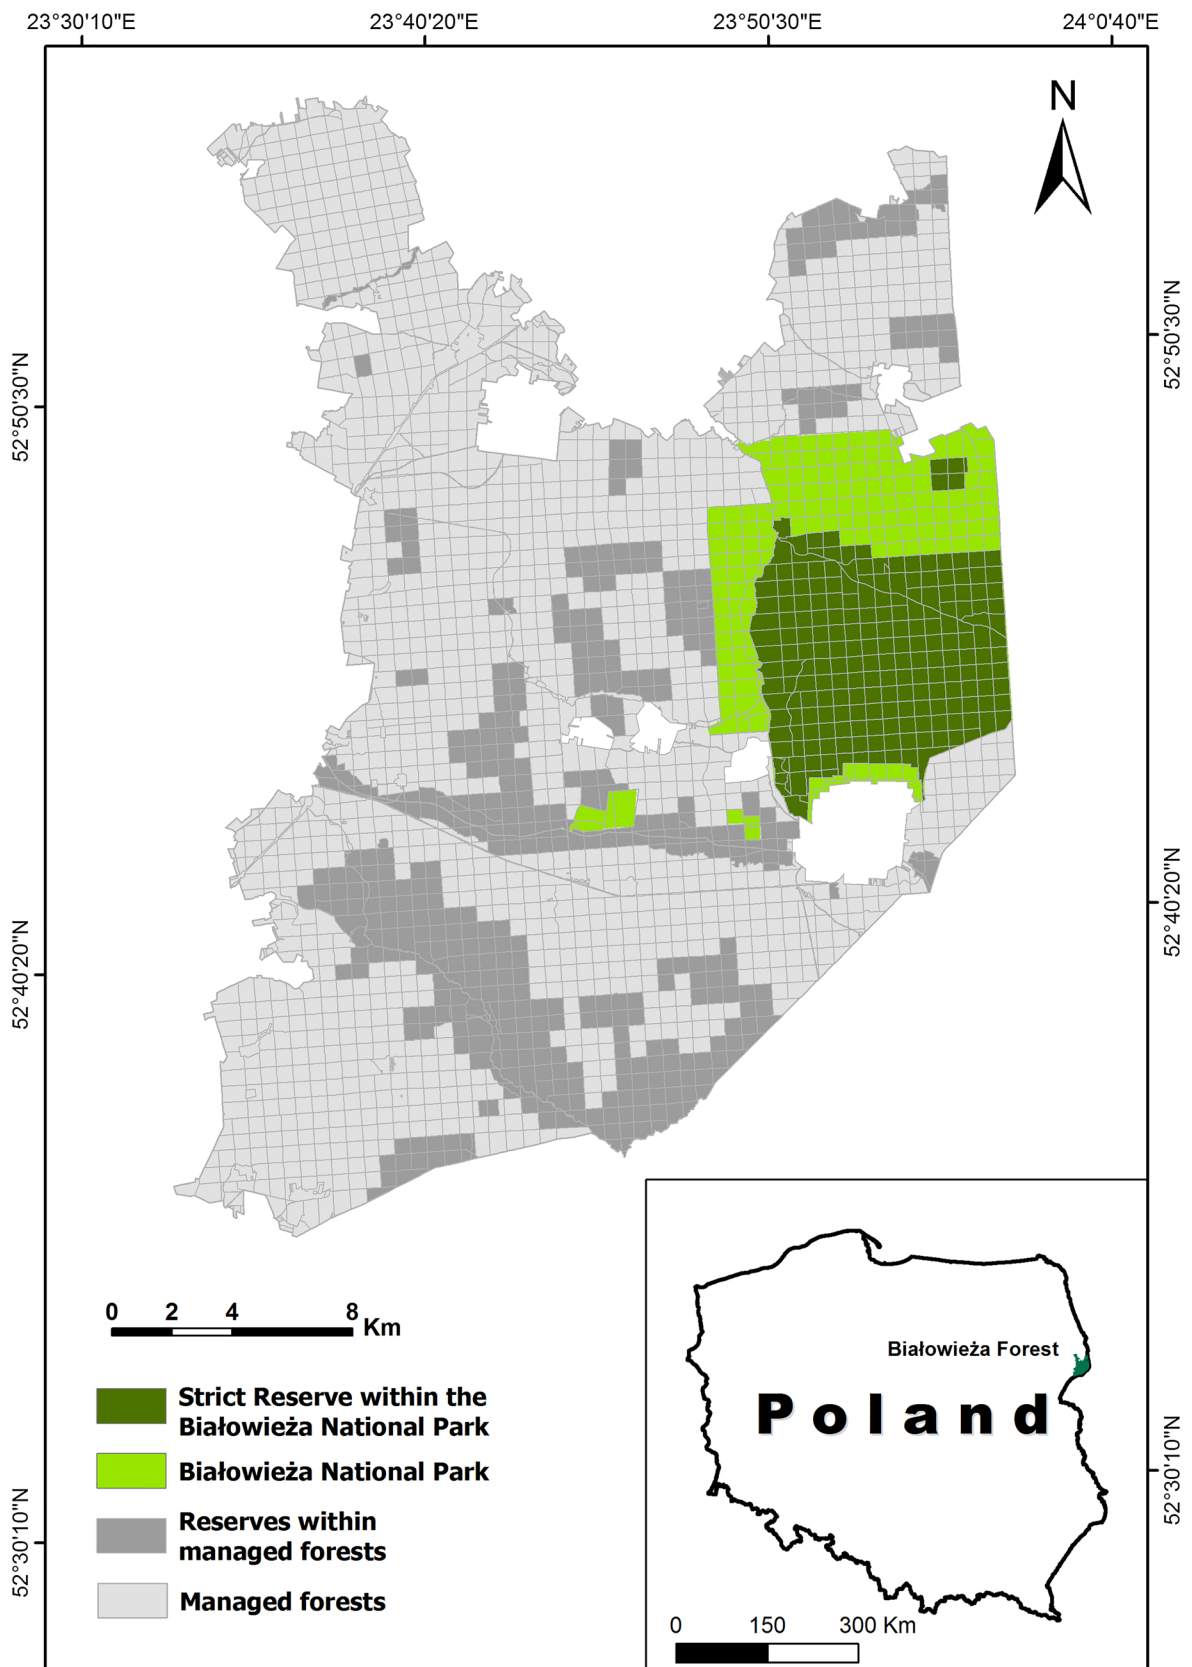 23°30'10"E
23°40'20"E
23°50'30"E
24°0'40"E
N
52°50'30"N
52°50'30"N
52°40'20"N
52°40'20"N
52°30'10"N
52°30'10"N
0 2 4 8 Km
Strict Reserve within the
Białowieża National Park
Białowieża National Park
Reserves within
managed forests
Managed forests
Białowieża Forest
Poland
0 150 300 Km